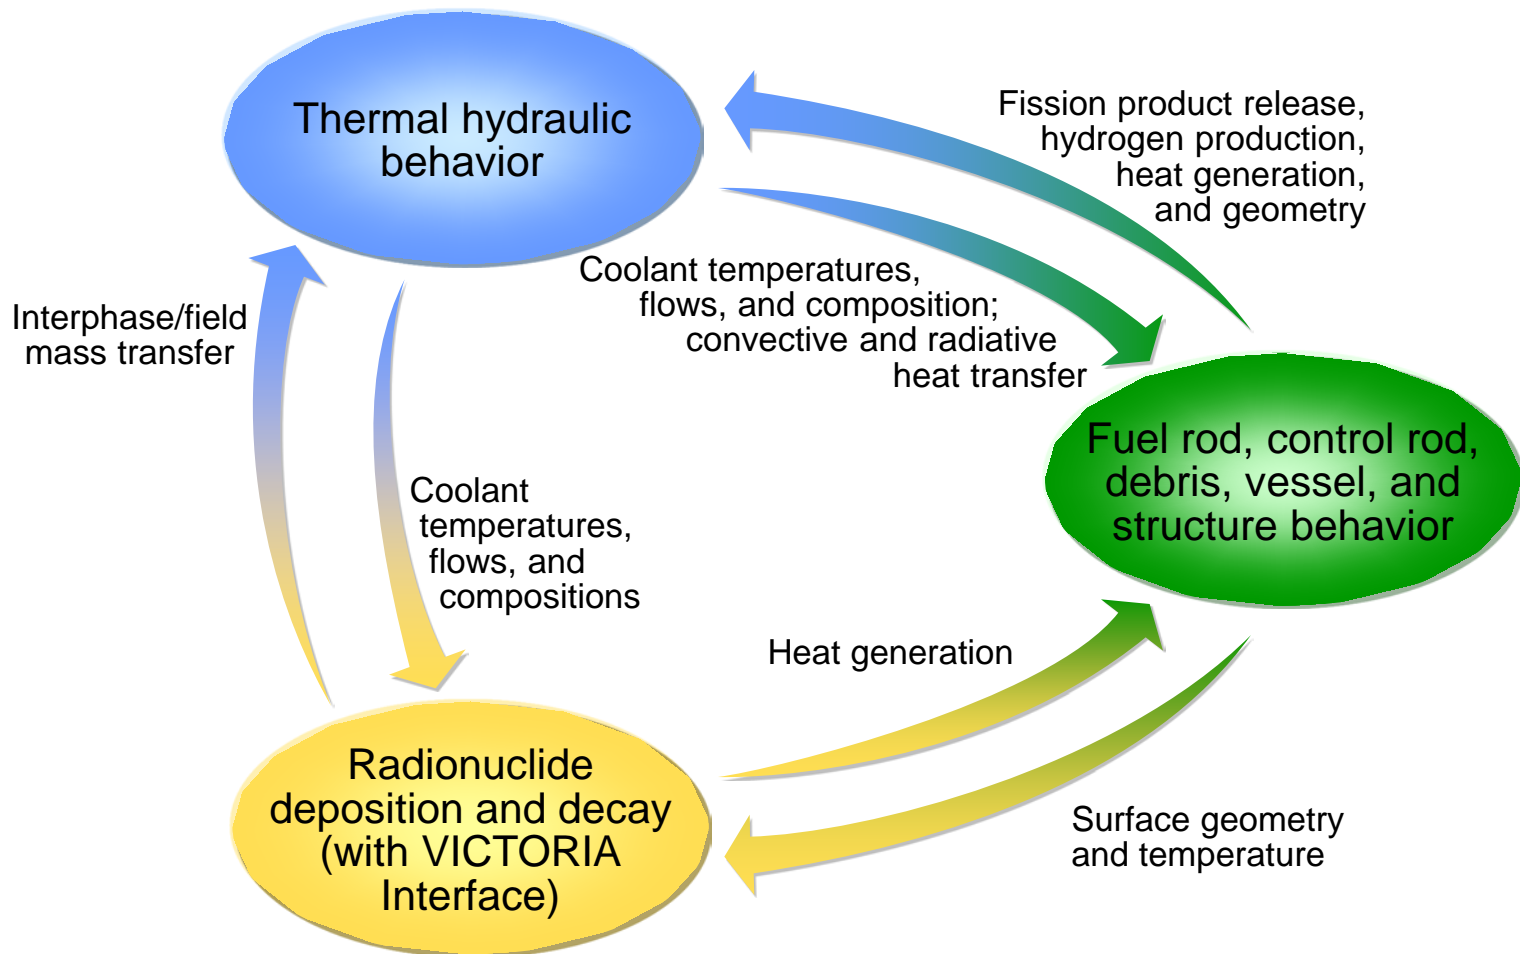 Thermal hydraulic
behavior
Fission product release,
hydrogen production,
heat generation,
and geometry
Coolant temperatures,
flows, and composition;
convective and radiative
heat transfer
Interphase/field
mass transfer
Fuel rod, control rod,
debris, vessel, and
structure behavior
Coolant
temperatures,
flows, and
compositions
Heat generation
Radionuclide
deposition and decay
(with VICTORIA
Interface)
Surface geometry
and temperature